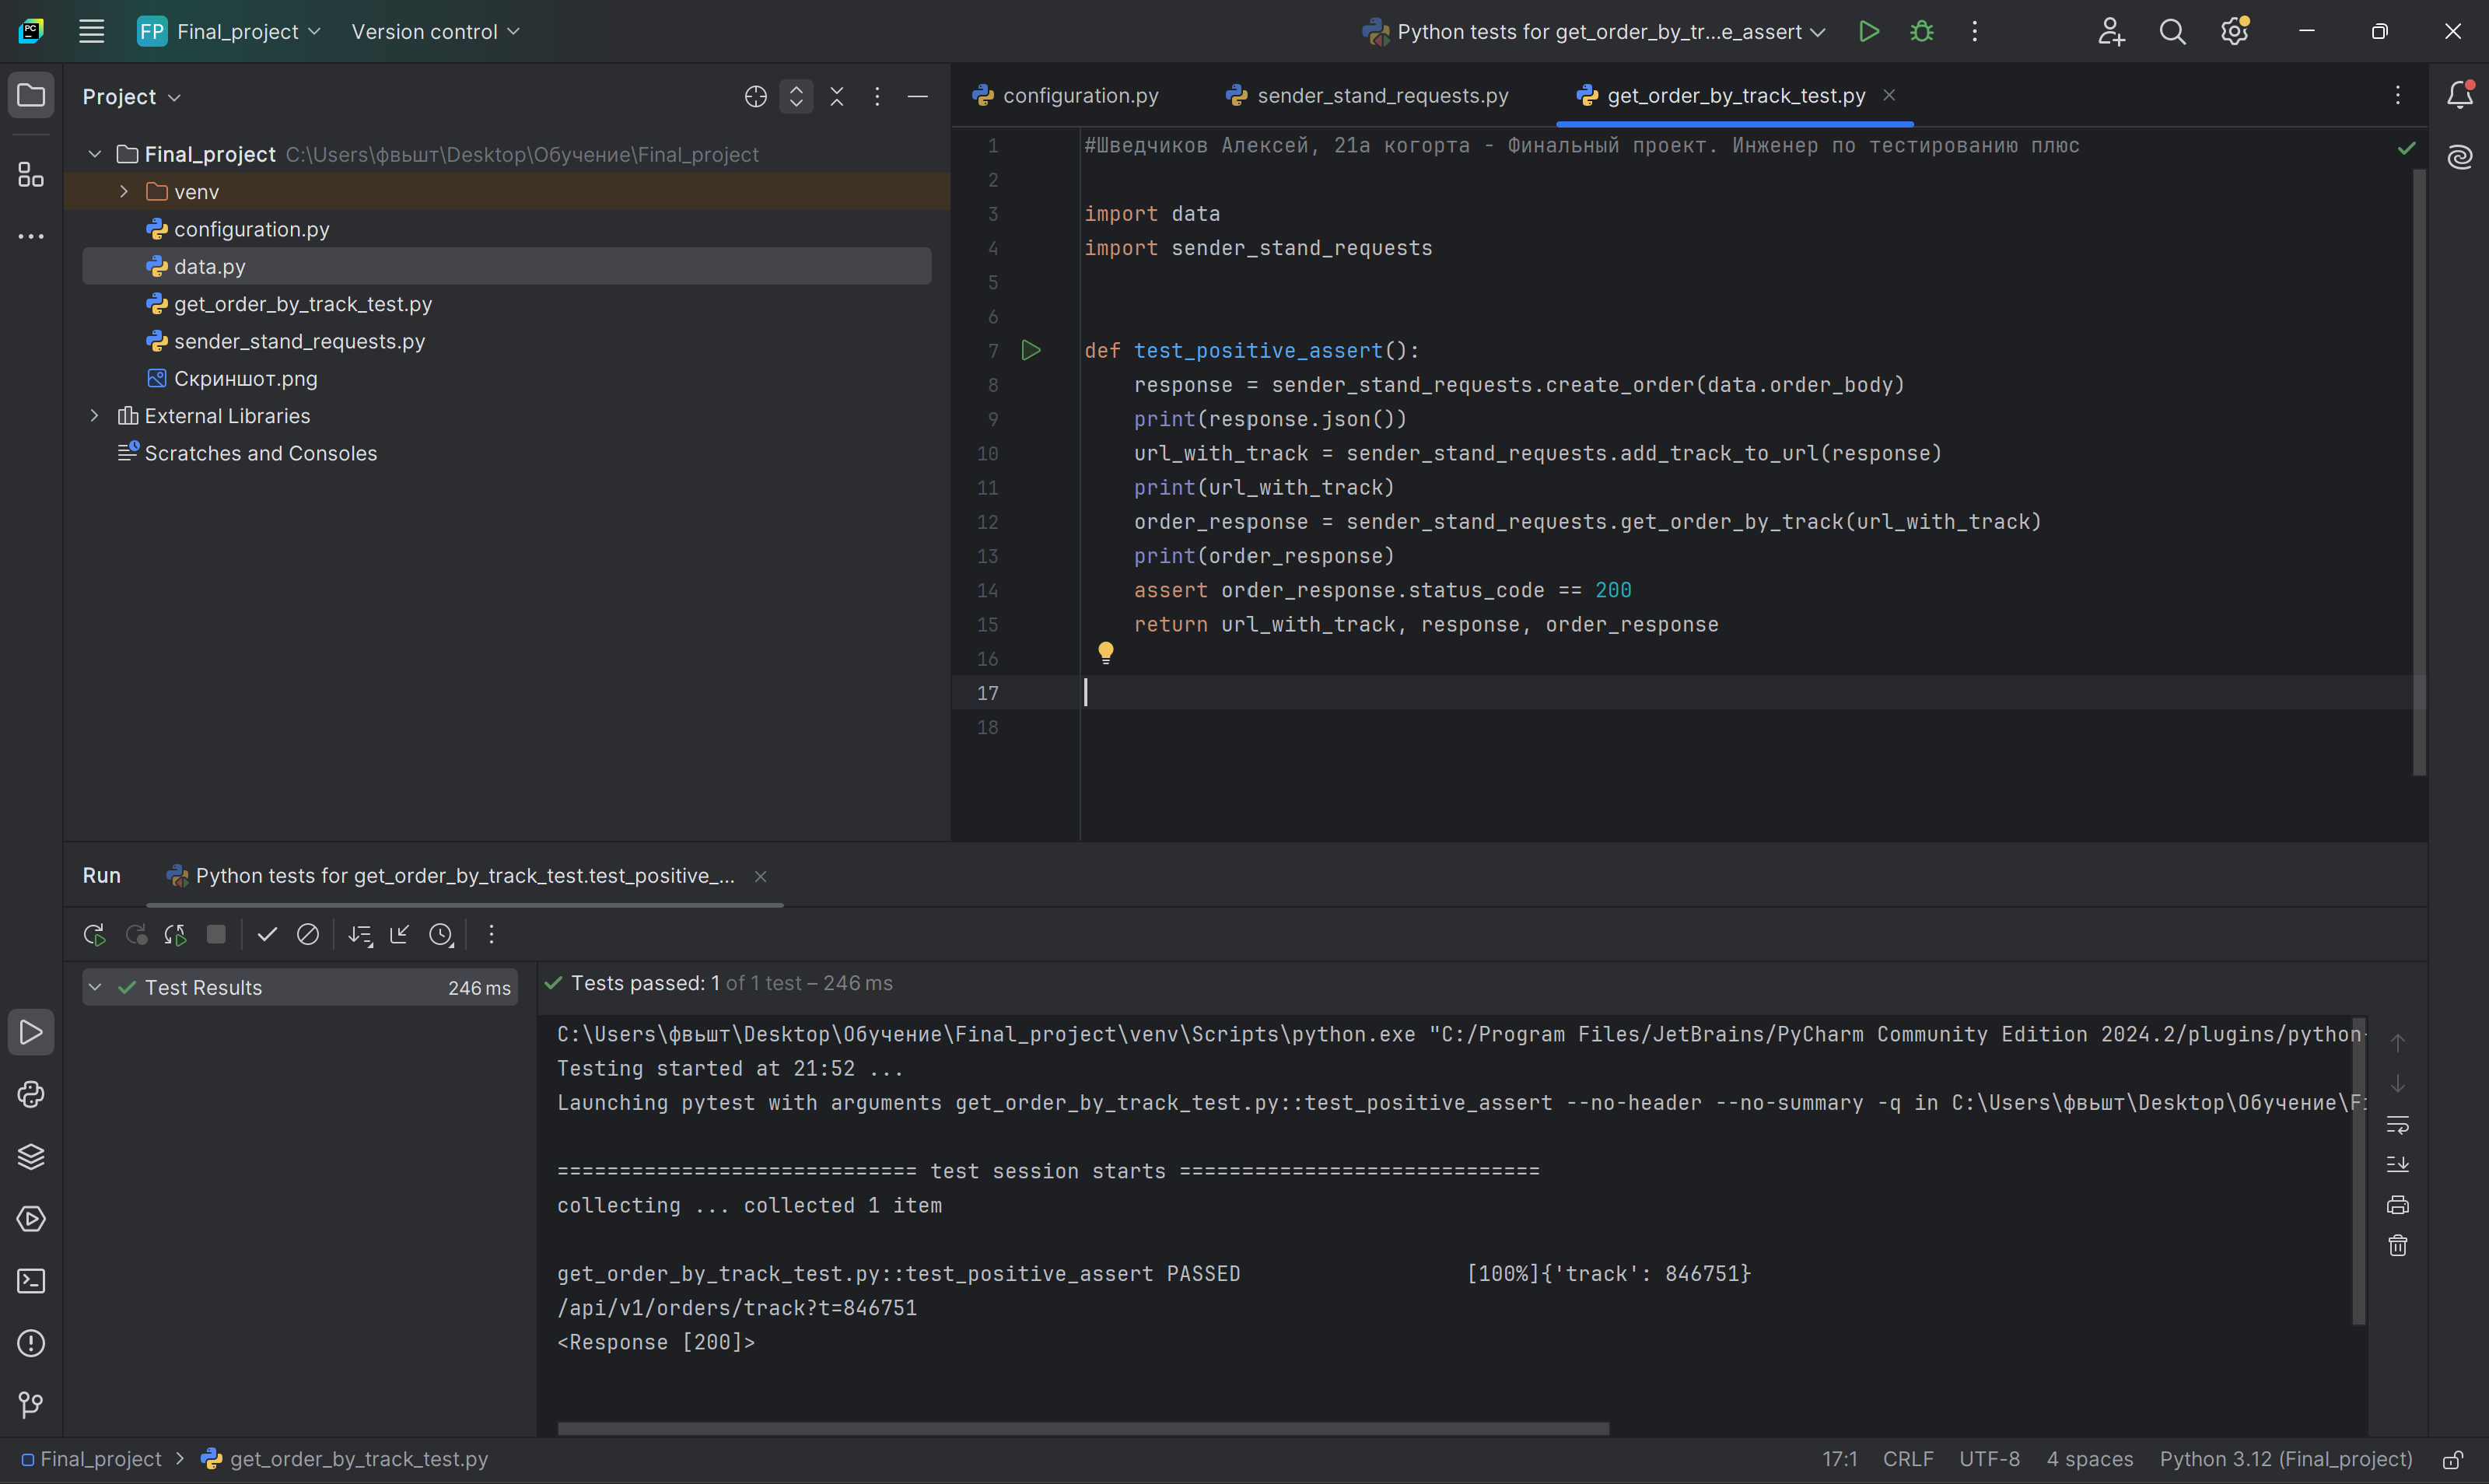 FP Final_project Version control Python tests for get_order_by_tr...e_assert
Project
configuration.py sender_stand_requests.py get_order_by_track_test.py
Final_project C:\Users\фвьшт\Desktop\Обучение\Final_project
venv
configuration.py
data.py
get_order_by_track_test.py
sender_stand_requests.py
Скриншот.png
External Libraries
Scratches and Consoles
1 #Шведчиков Алексей, 21а когорта - Финальный проект. Инженер по тестированию плюс
2
3 import data
4 import sender_stand_requests
5
6
7 def test_positive_assert():
8 response = sender_stand_requests.create_order(data.order_body)
9 print(response.json())
10 url_with_track = sender_stand_requests.add_track_to_url(response)
11 print(url_with_track)
12 order_response = sender_stand_requests.get_order_by_track(url_with_track)
13 print(order_response)
14 assert order_response.status_code == 200
15 return url_with_track, response, order_response
16
17
18
Run Python tests for get_order_by_track_test.test_positive_...
Test Results 246 ms
Tests passed: 1 of 1 test – 246 ms
C:\Users\фвьшт\Desktop\Обучение\Final_project\venv\Scripts\python.exe "C:/Program Files/JetBrains/PyCharm Community Edition 2024.2/plugins/python-
Testing started at 21:52 ...
Launching pytest with arguments get_order_by_track_test.py::test_positive_assert --no-header --no-summary -q in C:\Users\фвьшт\Desktop\Обучение\Fi
============================= test session starts =============================
collecting ... collected 1 item
get_order_by_track_test.py::test_positive_assert PASSED [100%]{'track': 846751}
/api/v1/orders/track?t=846751
<Response [200]>
Final_project > get_order_by_track_test.py 17:1 CRLF UTF-8 4 spaces Python 3.12 (Final_project)